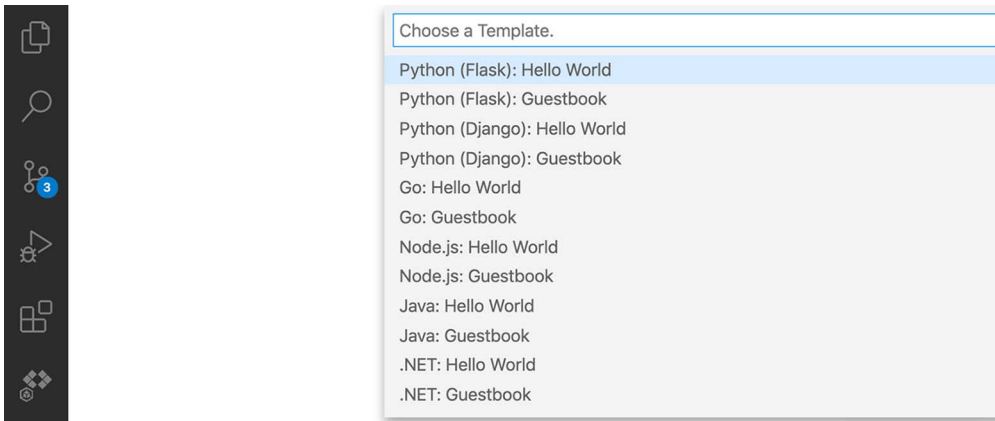 Choose a Template.
Python (Flask): Hello World
Python (Flask): Guestbook
Python (Django): Hello World
Python (Django): Guestbook
Go: Hello World
Go: Guestbook
Node.js: Hello World
Node.js: Guestbook
Java: Hello World
Java: Guestbook
.NET: Hello World
.NET: Guestbook
3